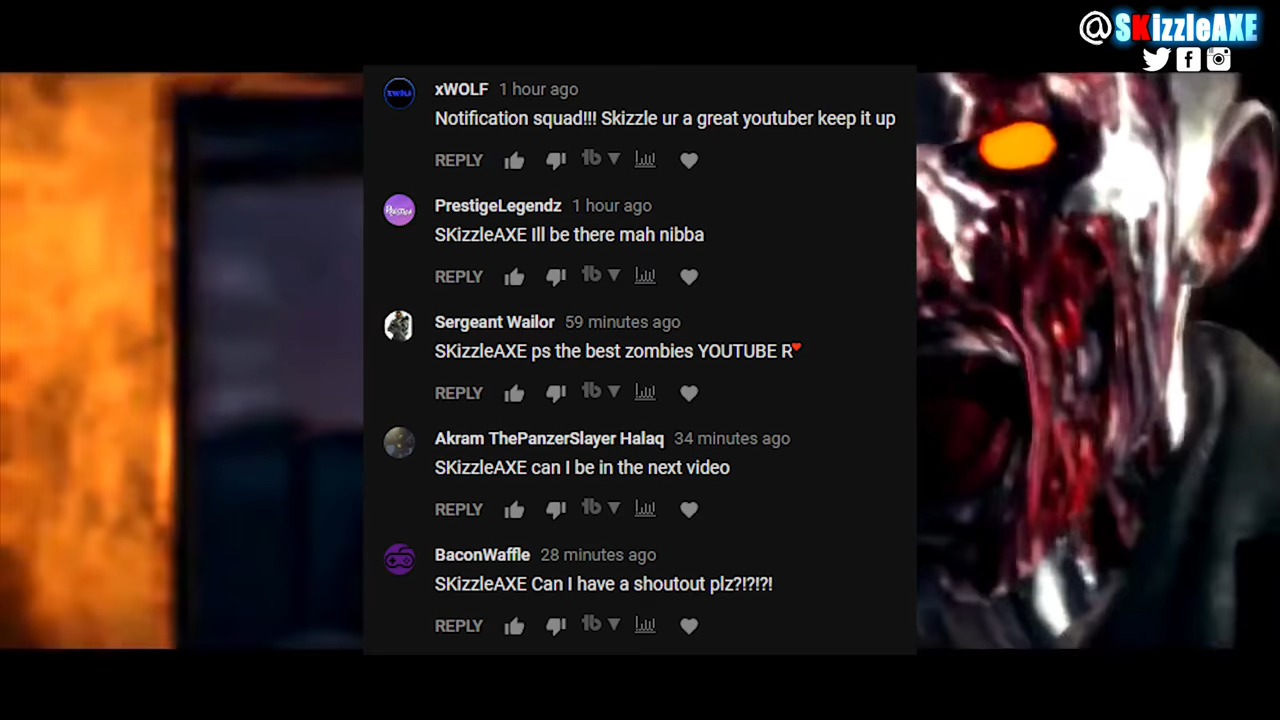 @SKizzleAXE
xWOLF 1 hour ago
Notification squad!!! Skizzle ur a great youtuber keep it up
REPLY
PrestigeLegendz 1 hour ago
SKizzleAXE Ill be there mah nibba
REPLY
Sergeant Wailor 59 minutes ago
SKizzleAXE ps the best zombies YOUTUBE R♥
REPLY
Akram ThePanzerSlayer Halaq 34 minutes ago
SKizzleAXE can I be in the next video
REPLY
BaconWaffle 28 minutes ago
SKizzleAXE Can I have a shoutout plz?!?!?!
REPLY